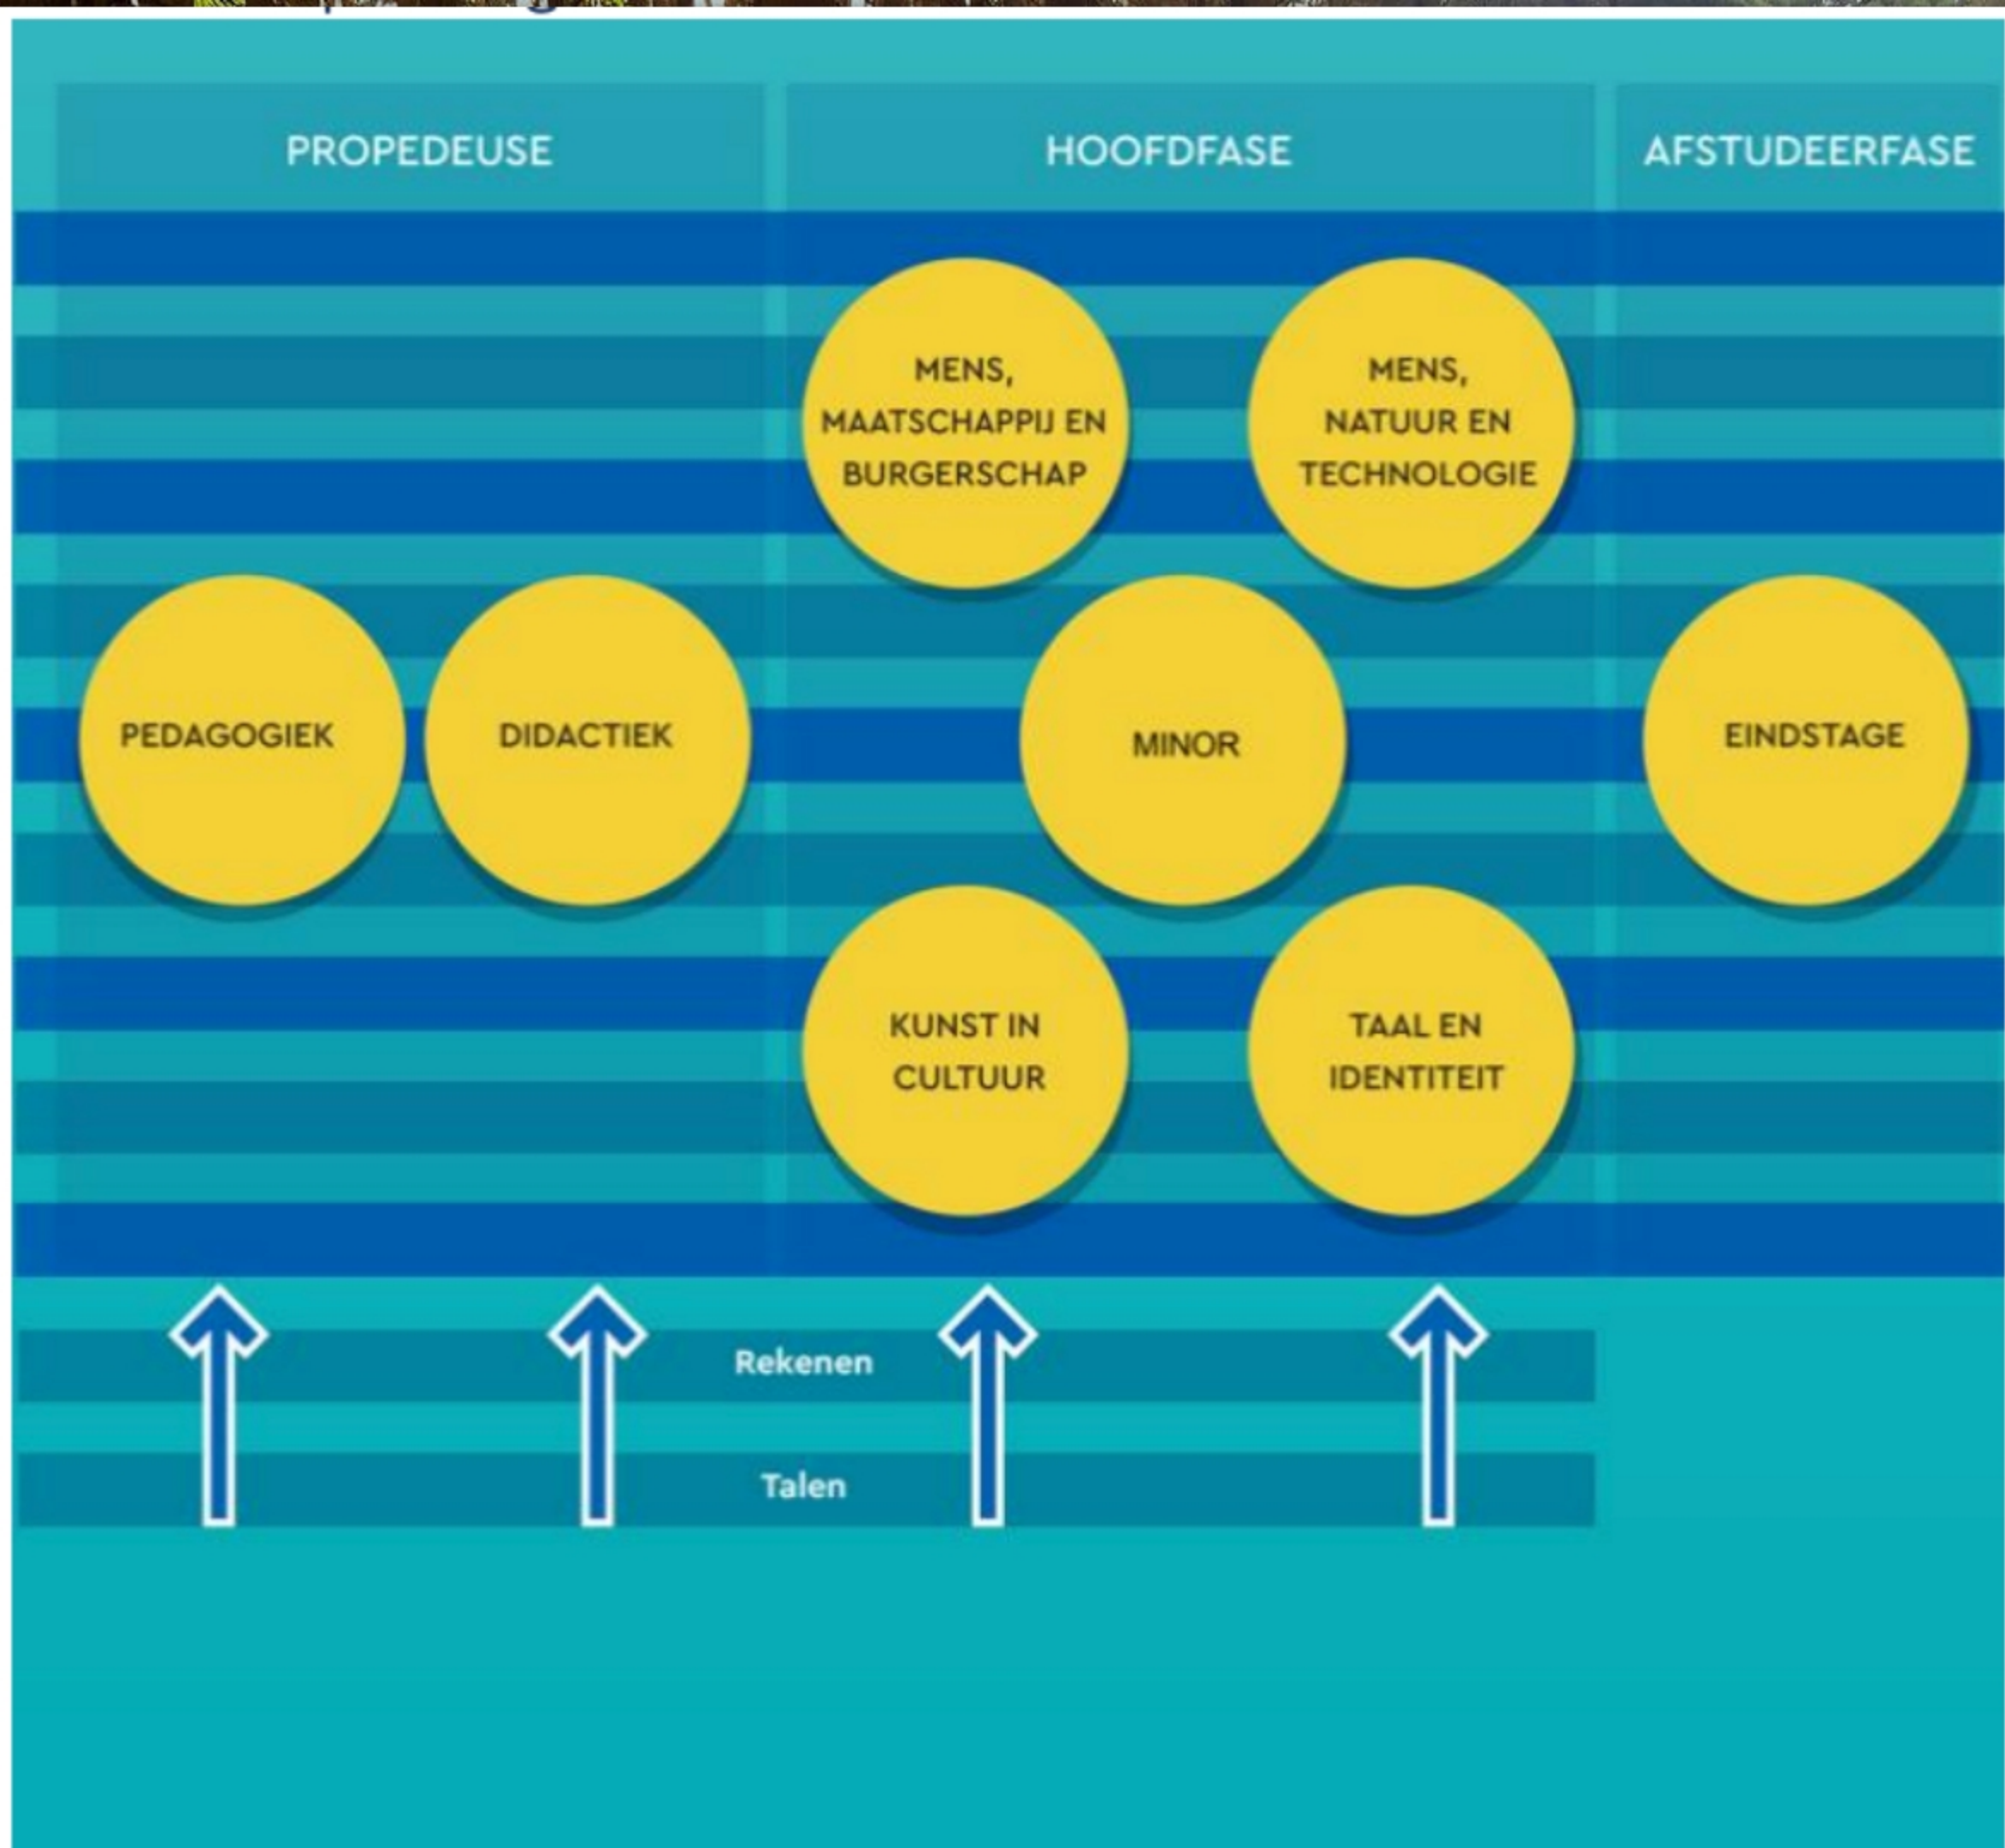 PROPEDEUSE
HOOFDFASE
AFSTUDEERFASE
MENS,
MAATSCHAPPIJ EN
BURGERSCHAP
MENS,
NATUUR EN
TECHNOLOGIE
PEDAGOGIEK
DIDACTIEK
MINOR
EINDSTAGE
KUNST IN
CULTUUR
TAAL EN
IDENTITEIT
Rekenen
Talen